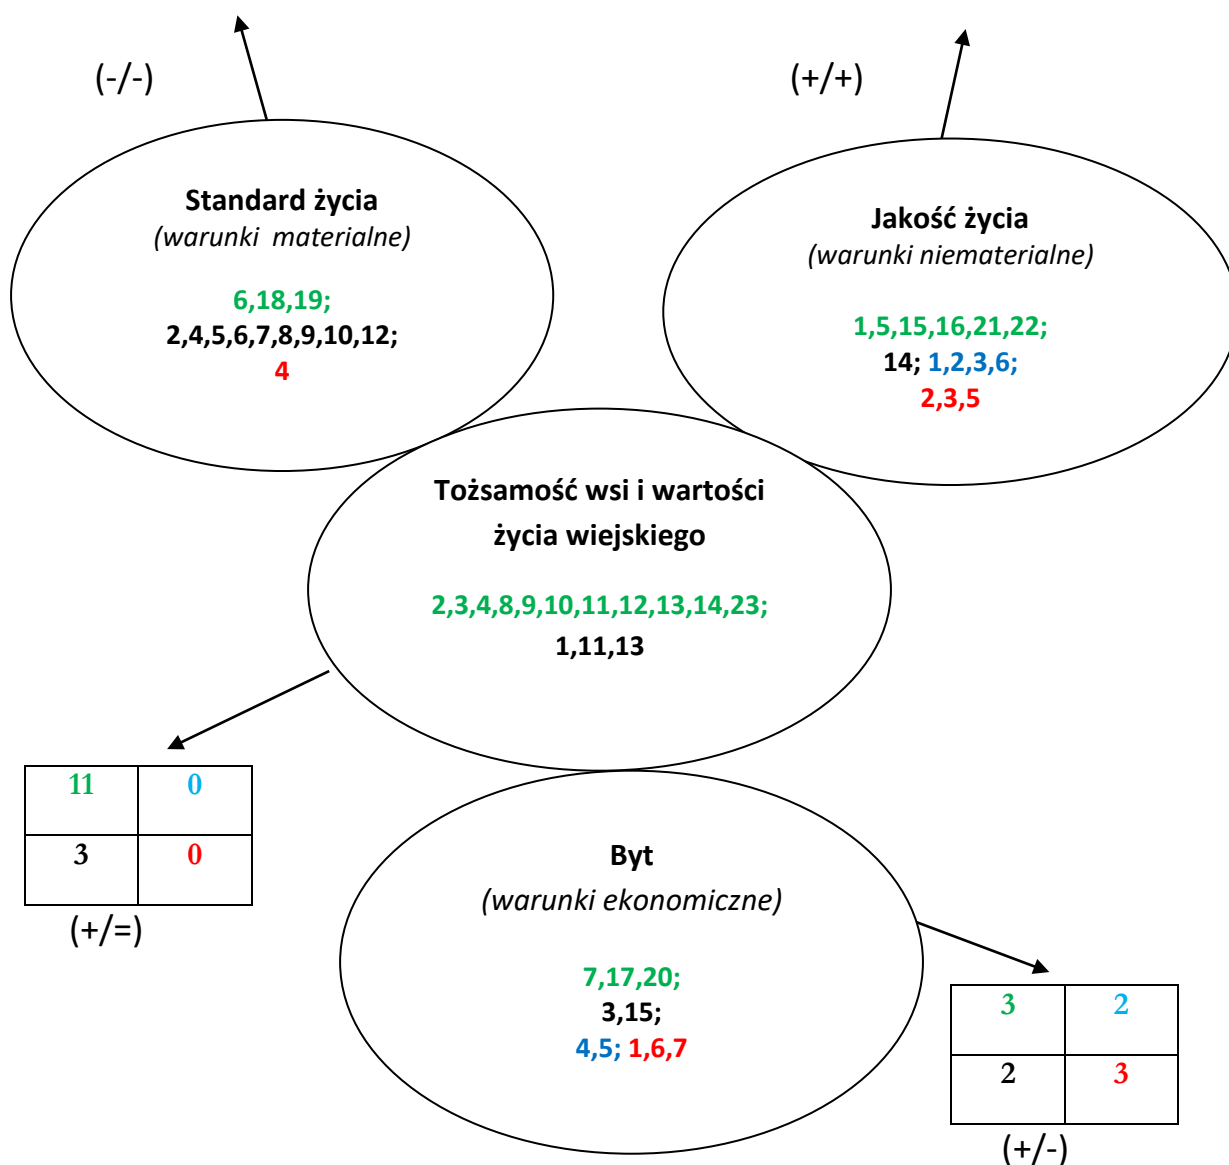 (-/-)
(+/+)
Standard życia
(warunki materialne)
6,18,19;
2,4,5,6,7,8,9,10,12;
4
Jakość życia
(warunki niematerialne)
1,5,15,16,21,22;
14; 1,2,3,6;
2,3,5
Tożsamość wsi i wartości
życia wiejskiego
2,3,4,8,9,10,11,12,13,14,23;
1,11,13
11 0
3 0
(+/=)
Byt
(warunki ekonomiczne)
7,17,20;
3,15;
4,5; 1,6,7
3 2
2 3
(+/-)